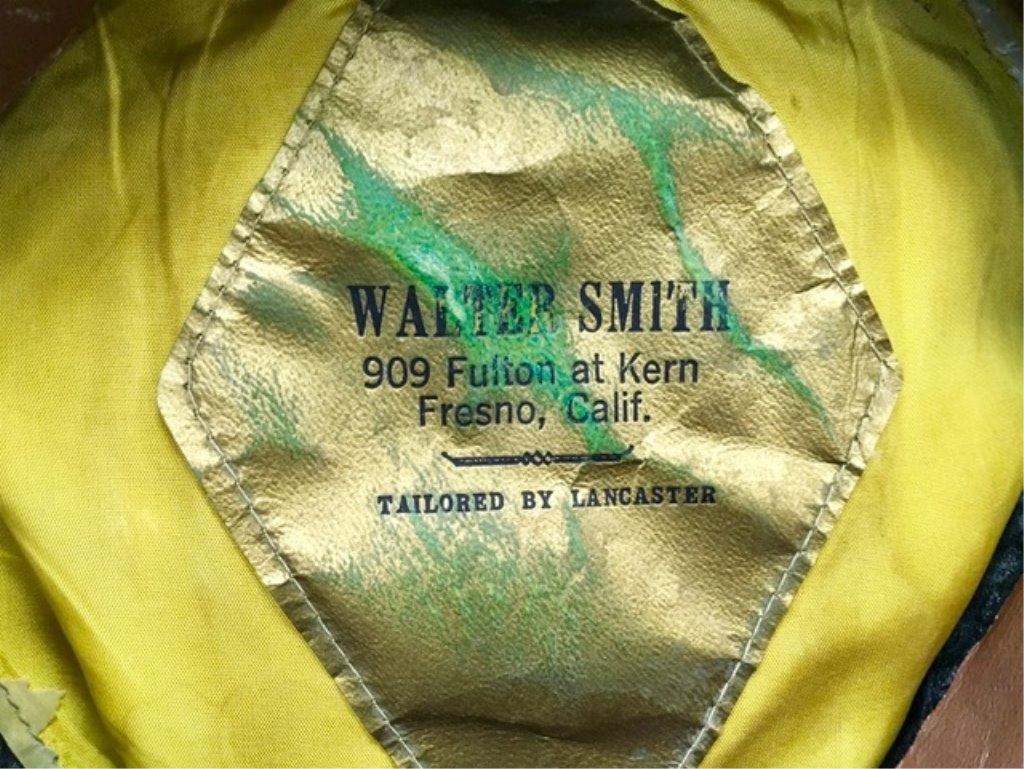 WALTER SMITH
909 Fulton at Kern
Fresno, Calif.
TAILORED BY LANCASTER